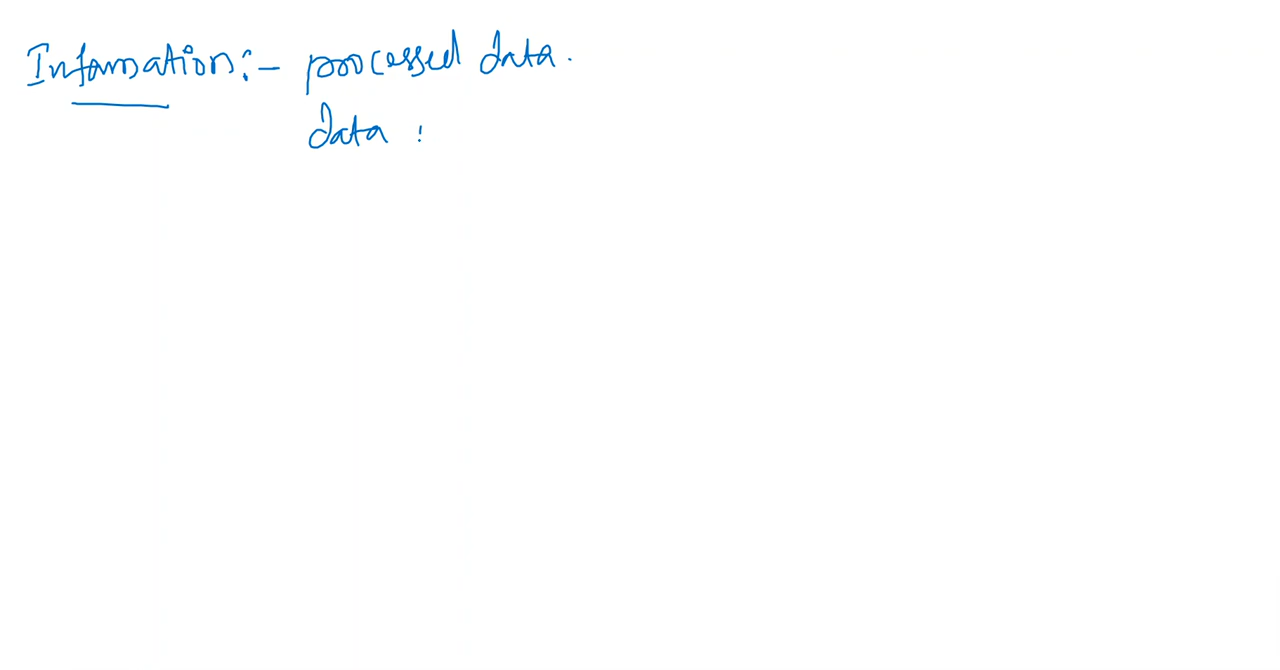 Information:- processed data.
data :